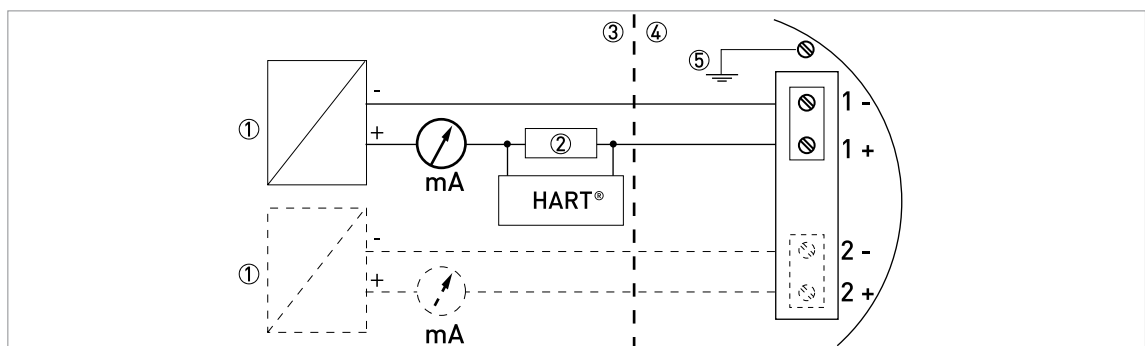 ③ ④
⑤
- 1 -
① + ② 1 +
mA
HART®
- 2 -
① + 2 +
mA